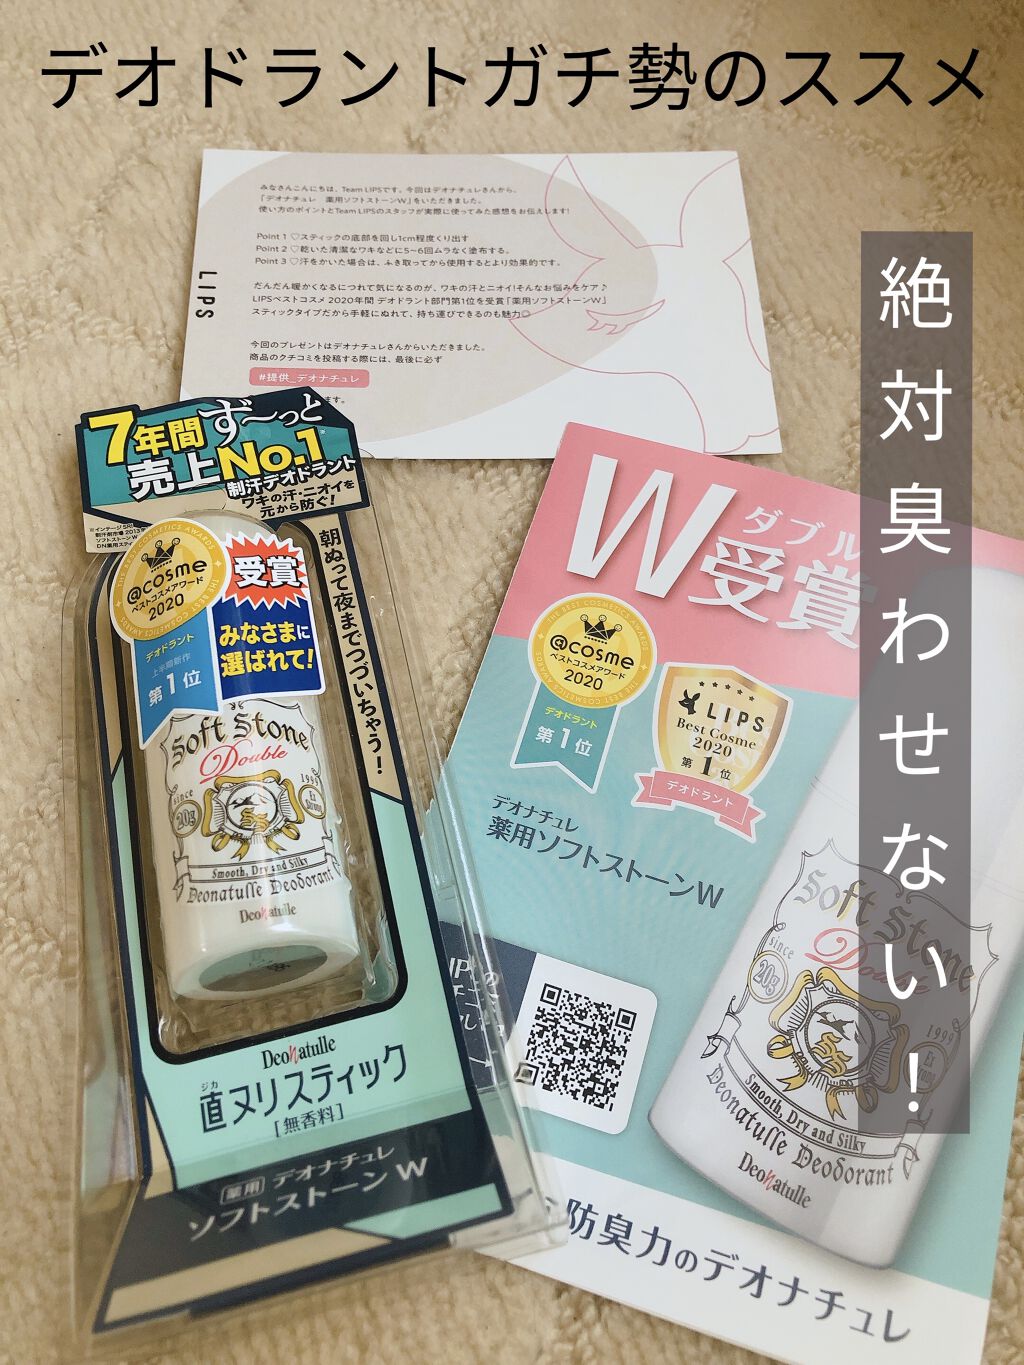 デオドラントガチ勢のススメ
絶対臭わせない!
LIPS
みなさんこんにちは、Team LIPSです。今回はデオナチュレさんから、
「デオナチュレ 薬用ソフトストーンW」をいただきました。
使い方のポイントとTeam LIPSのスタッフが実際に使ってみた感想をお伝えします!
Point 1 ♡スティックの底部を回し1cm程度くり出す
Point 2 ♡乾いた清潔なワキなどに5~6回ムラなく塗布する。
Point 3 ♡汗をかいた場合は、ふき取ってから使用するとより効果的です。
だんだん暖かくなるにつれて気になるのが、ワキの汗とニオイ!そんなお悩みをケア♪
LIPSベストコスメ 2020年間 デオドラント部門第1位を受賞「薬用ソフトストーンW」
スティックタイプだから手軽にぬれて、持ち運びできるのも魅力☺
今回のプレゼントはデオナチュレさんからいただきました。
商品のクチコミを投稿する際には、最後に必ず
#提供_デオナチュレ
ます。
7年間ず~っと
売上No.1
制汗デオドラント
ワキの汗・ニオイを
元から防ぐ!
朝ぬって夜までつづいちゃう!
THE BEST COSMETICS AWARDS
@cosme
ベストコスメアワード
2020
デオドラント
上半期新作
第1位
受賞
みなさまに
選ばれて!
Soft Stone
Double
since
20g
1999
Smooth, Dry and Silky
Deonatulle Deodorant
Deonatulle
Deonatulle
ジカ
直ヌリスティック
[無香料]
薬用 デオナチュレ
ソフトストーンW
ダブル
W受賞
THE BEST COSMETICS AWARDS
@cosme
ベストコスメアワード
2020
デオドラント
第1位
LIPS
Best Cosme
2020
第1位
デオドラント
デオナチュレ
薬用ソフトストーンW
Soft Stone
Double
since
20g
1999
Smooth, Dry and Silky
Deonatulle Deodorant
Deonatulle
防臭力のデオナチュレ